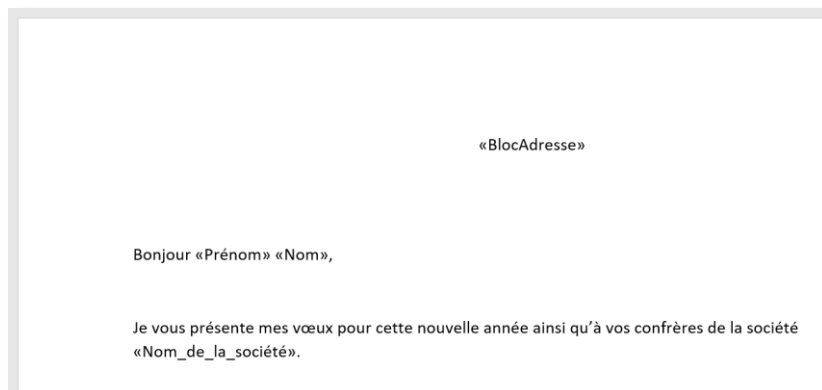 «BlocAdresse»
Bonjour «Prénom» «Nom»,
Je vous présente mes vœux pour cette nouvelle année ainsi qu’à vos confrères de la société
«Nom_de_la_société».